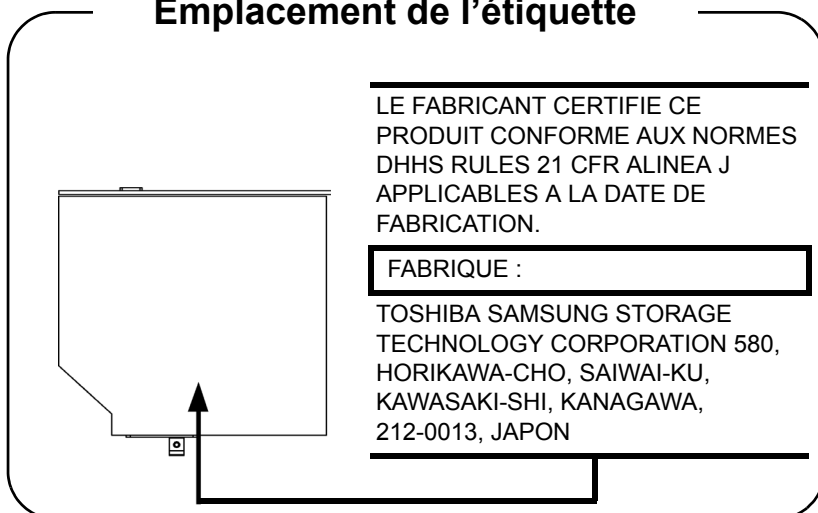 Emplacement de l’étiquette
LE FABRICANT CERTIFIE CE
PRODUIT CONFORME AUX NORMES
DHHS RULES 21 CFR ALINEA J
APPLICABLES A LA DATE DE
FABRICATION.
FABRIQUE :
TOSHIBA SAMSUNG STORAGE
TECHNOLOGY CORPORATION 580,
HORIKAWA-CHO, SAIWAI-KU,
KAWASAKI-SHI, KANAGAWA,
212-0013, JAPON